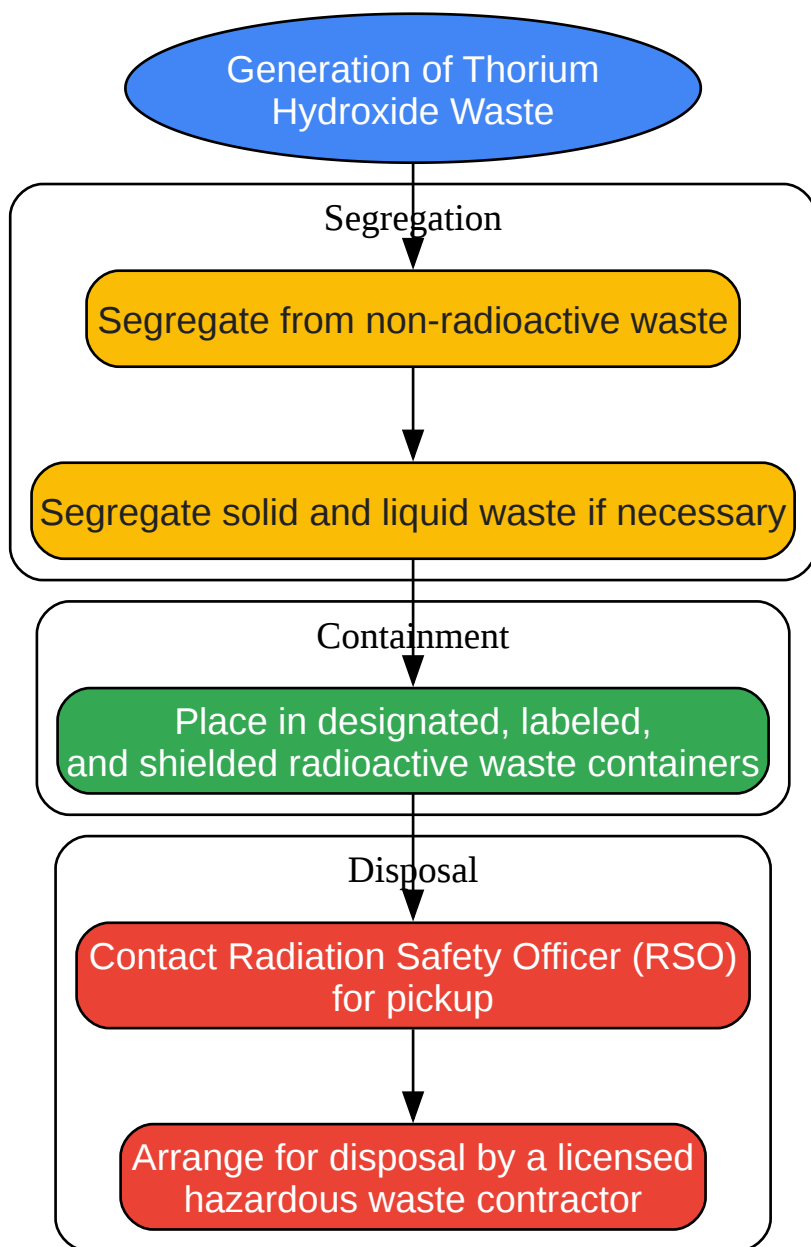 Generation of Thorium
Hydroxide Waste
Segregation
Segregate from non-radioactive waste
Segregate solid and liquid waste if necessary
Containment
Place in designated, labeled,
and shielded radioactive waste containers
Disposal
Contact Radiation Safety Officer (RSO)
for pickup
Arrange for disposal by a licensed
hazardous waste contractor